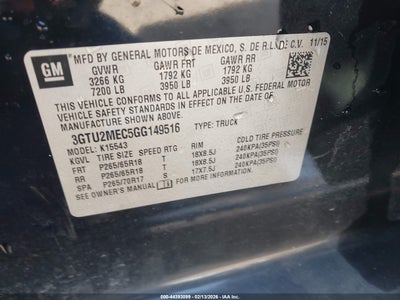 GM
MFD BY GENERAL MOTORS DE MEXICO, S. DE R.L. DE C.V. 11/15
GVWR GAWR FRT GAWR RR
3266 KG 1792 KG 1792 KG
7200 LB 3950 LB 3950 LB
THIS VEHICLE CONFORMS TO ALL APPLICABLE U.S. FEDERAL MOTOR
VEHICLE SAFETY STANDARDS IN EFFECT ON THE DATE OF
MANUFACTURE SHOWN ABOVE.
3GTU2MEC5GG149516 TYPE: TRUCK
MODEL: K15543
KGVL TIRE SIZE SPEED RTG RIM COLD TIRE PRESSURE
FRT P265/65R18 T 18X8.5J 240KPA(35PSI)
RR P265/65R18 T 18X8.5J 240KPA(35PSI)
SPA P265/70R17 S 17X7.5J 240KPA(35PSI)
SEE OWNER'S MANUAL FOR ADDITIONAL INFORMATION
000-44393099 02/13/2026 IAAI.COM